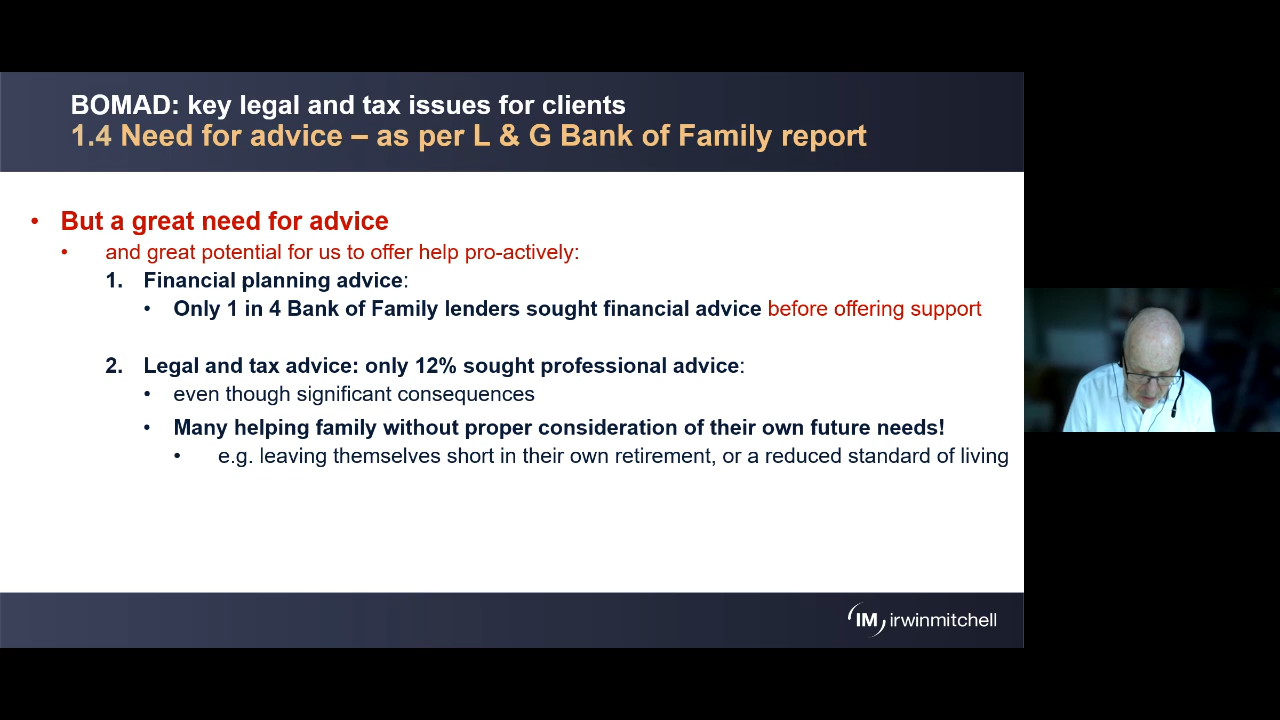 BOMAD: key legal and tax issues for clients
1.4 Need for advice – as per L & G Bank of Family report
• But a great need for advice
• and great potential for us to offer help pro-actively:
1. Financial planning advice:
• Only 1 in 4 Bank of Family lenders sought financial advice before offering support
2. Legal and tax advice: only 12% sought professional advice:
• even though significant consequences
• Many helping family without proper consideration of their own future needs!
• e.g. leaving themselves short in their own retirement, or a reduced standard of living
IM irwinmitchell